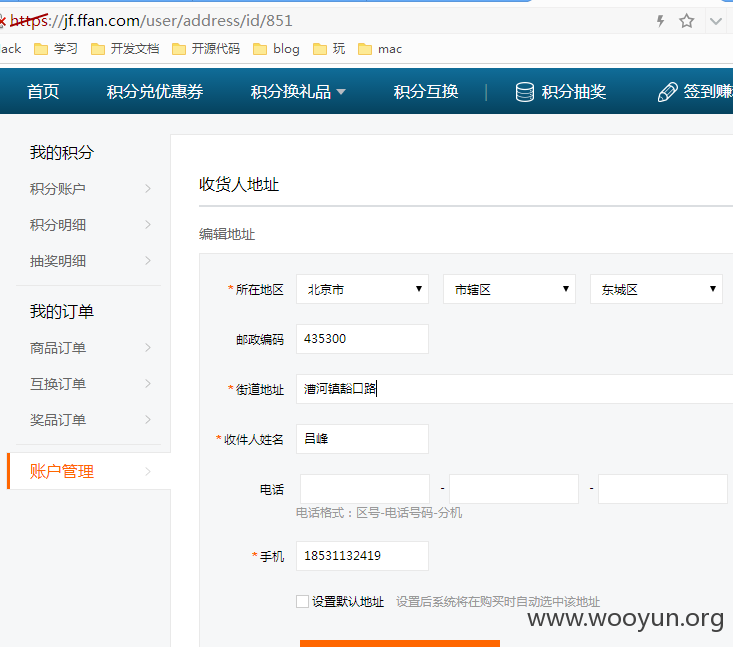 https://jf.ffan.com/user/address/id/851
ack 学习 开发文档 开源代码 blog 玩 mac
首页 积分兑优惠券 积分换礼品 积分互换 | 积分抽奖 签到赚
我的积分
积分账户
积分明细
抽奖明细
我的订单
商品订单
互换订单
奖品订单
账户管理
收货人地址
编辑地址
*所在地区 北京市 市辖区 东城区
邮政编码 435300
*街道地址 漕河镇豁口路
*收件人姓名 吕峰
电话 - -
电话格式：区号-电话号码-分机
*手机 18531132419
设置默认地址 设置后系统将在购买时自动选中该地址
www.wooyun.org